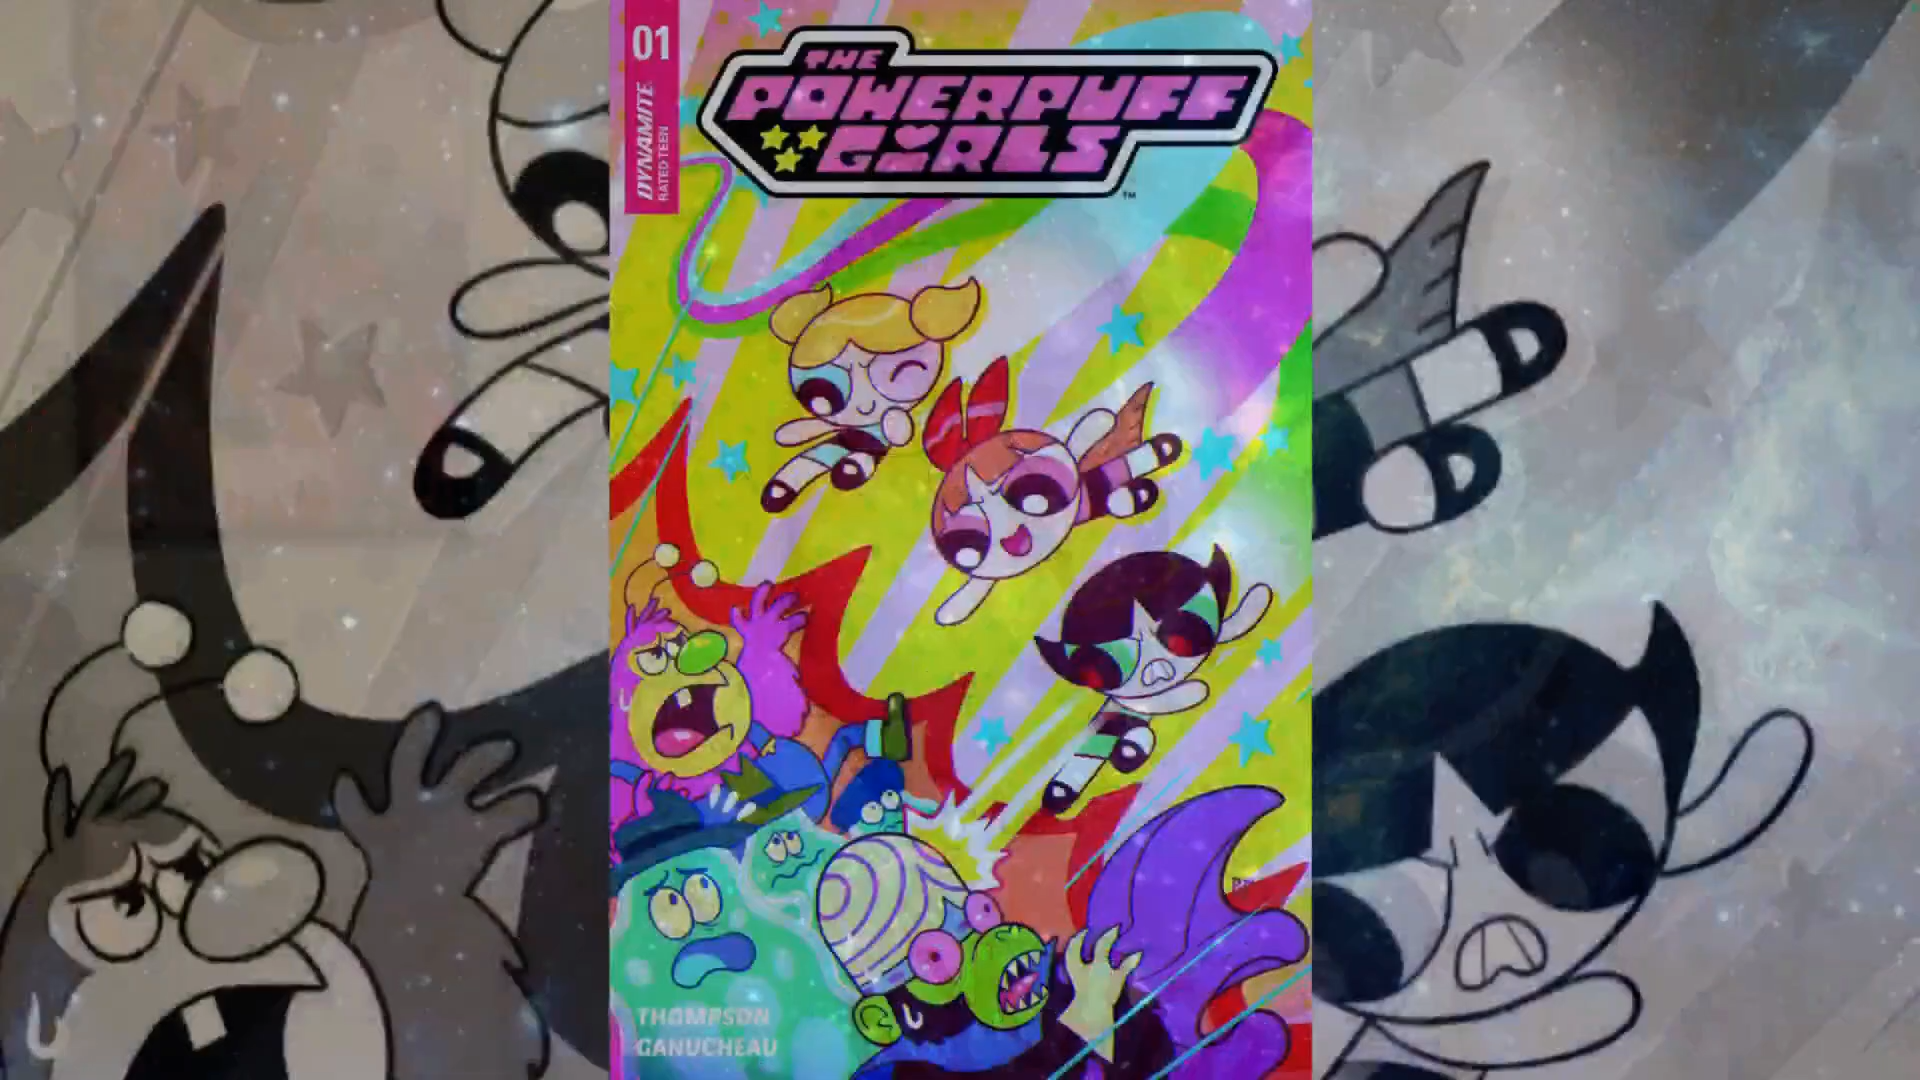 01
DYNAMITE
RATED TEEN
THE
POWERPUFF
GIRLS
TM
THOMPSON
GANUCHEAU